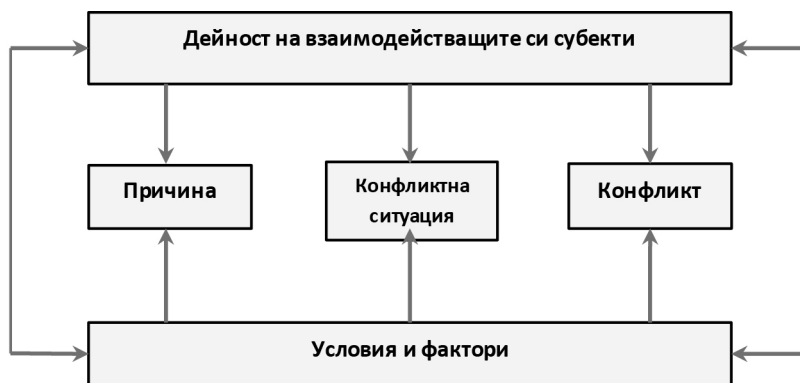 Дейност на взаимодействащите си субекти
Причина
Конфликтна
ситуация
Конфликт
Условия и фактори